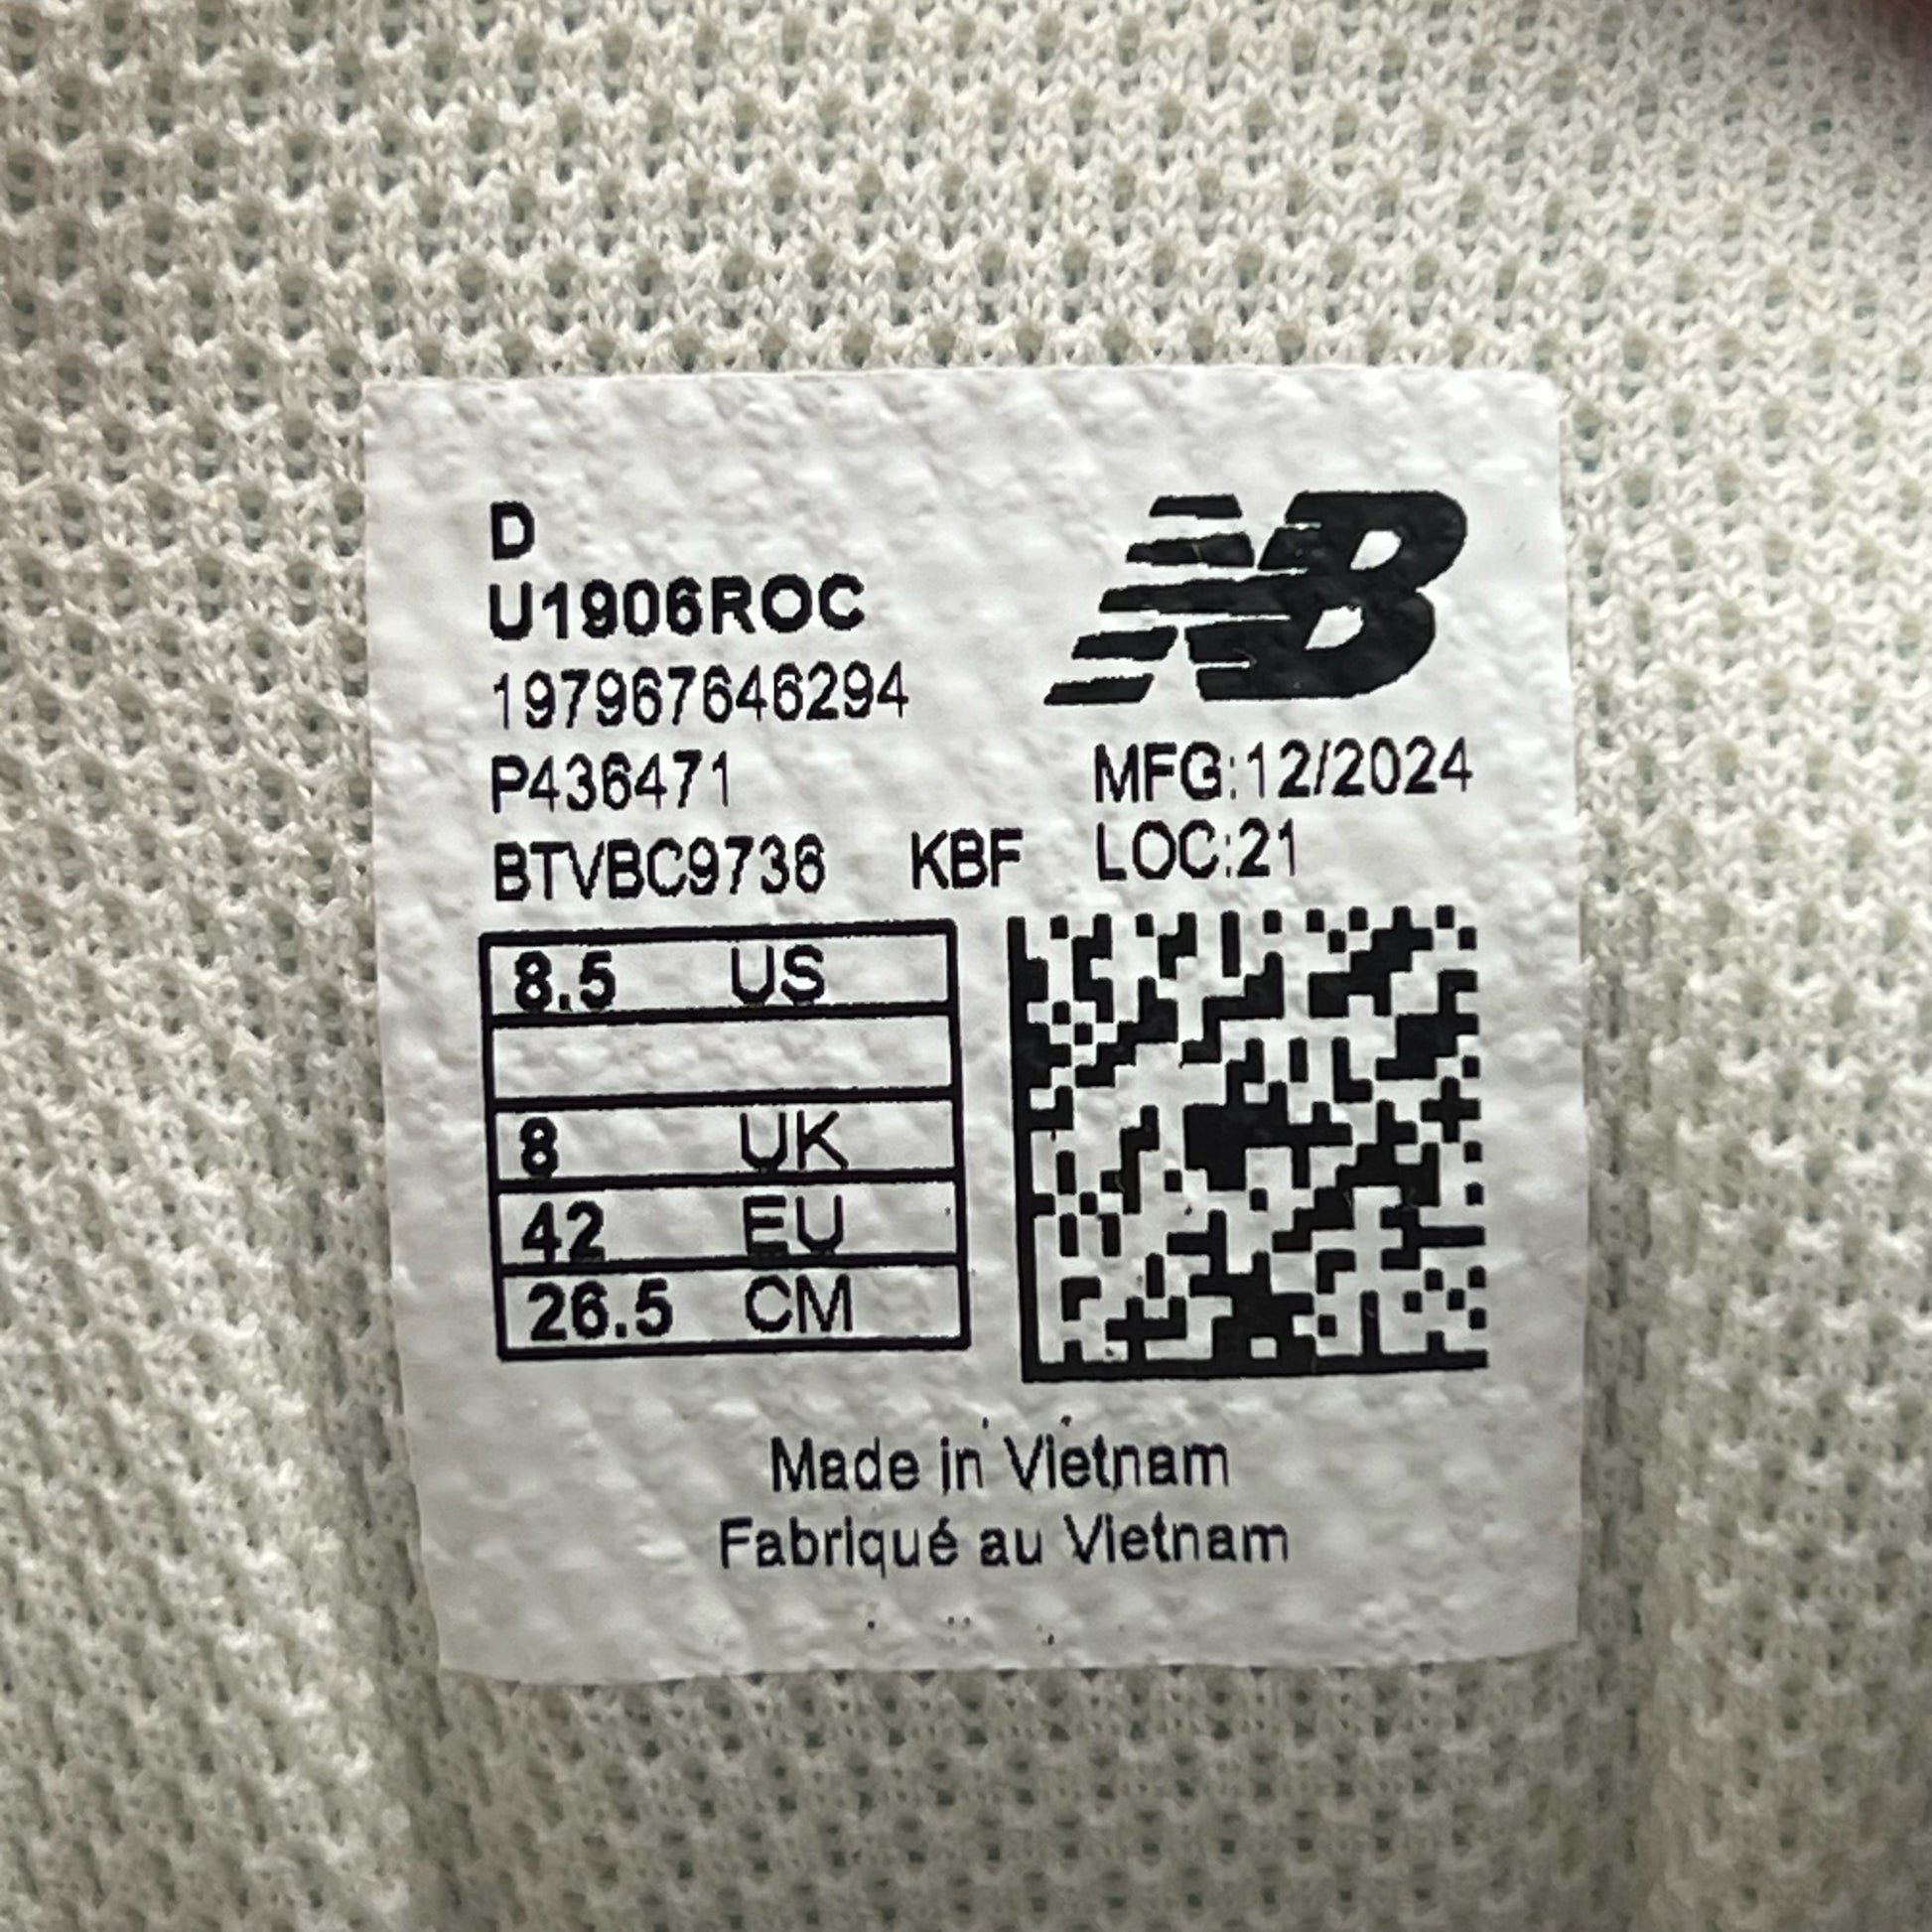 D
U1906ROC
197967646294
P436471
BTVBC9736 KBF
NB
MFG:12/2024
LOC:21
8.5 US
8 UK
42 EU
26.5 CM
Made in Vietnam
Fabriqué au Vietnam